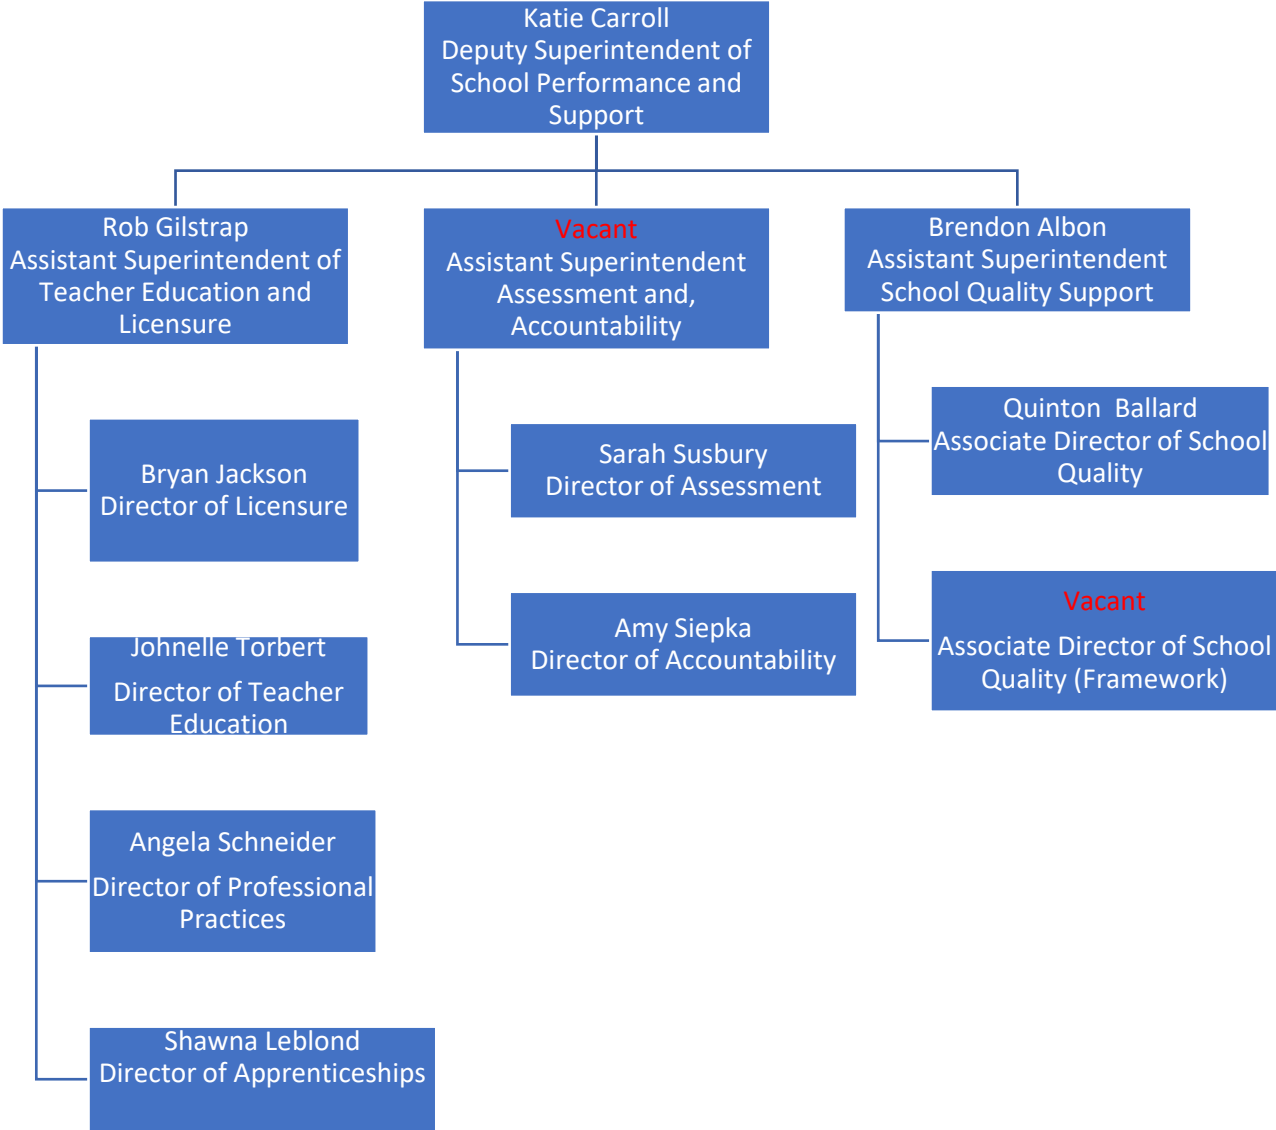 Katie Carroll
Deputy Superintendent of
School Performance and
Support
Rob Gilstrap
Assistant Superintendent of
Teacher Education and
Licensure
Bryan Jackson
Director of Licensure
Johnelle Torbert
Director of Teacher
Education
Angela Schneider
Director of Professional
Practices
Shawna Leblond
Director of Apprenticeships
Vacant
Assistant Superintendent
Assessment and,
Accountability
Sarah Susbury
Director of Assessment
Amy Siepka
Director of Accountability
Brendon Albon
Assistant Superintendent
School Quality Support
Quinton  Ballard
Associate Director of School
Quality
Vacant
Associate Director of School
Quality (Framework)